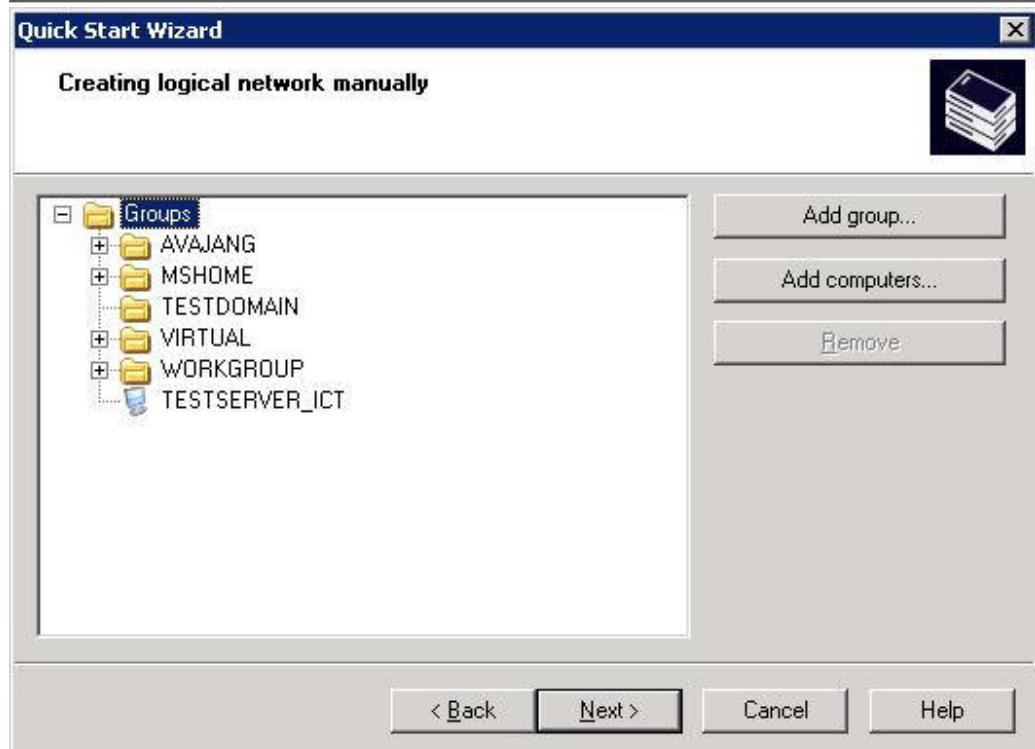 Quick Start Wizard
Creating logical network manually
Groups
AVAJANG
MSHOME
TESTDOMAIN
VIRTUAL
WORKGROUP
TESTSERVER_ICT
Add group...
Add computers...
Remove
< Back
Next >
Cancel
Help